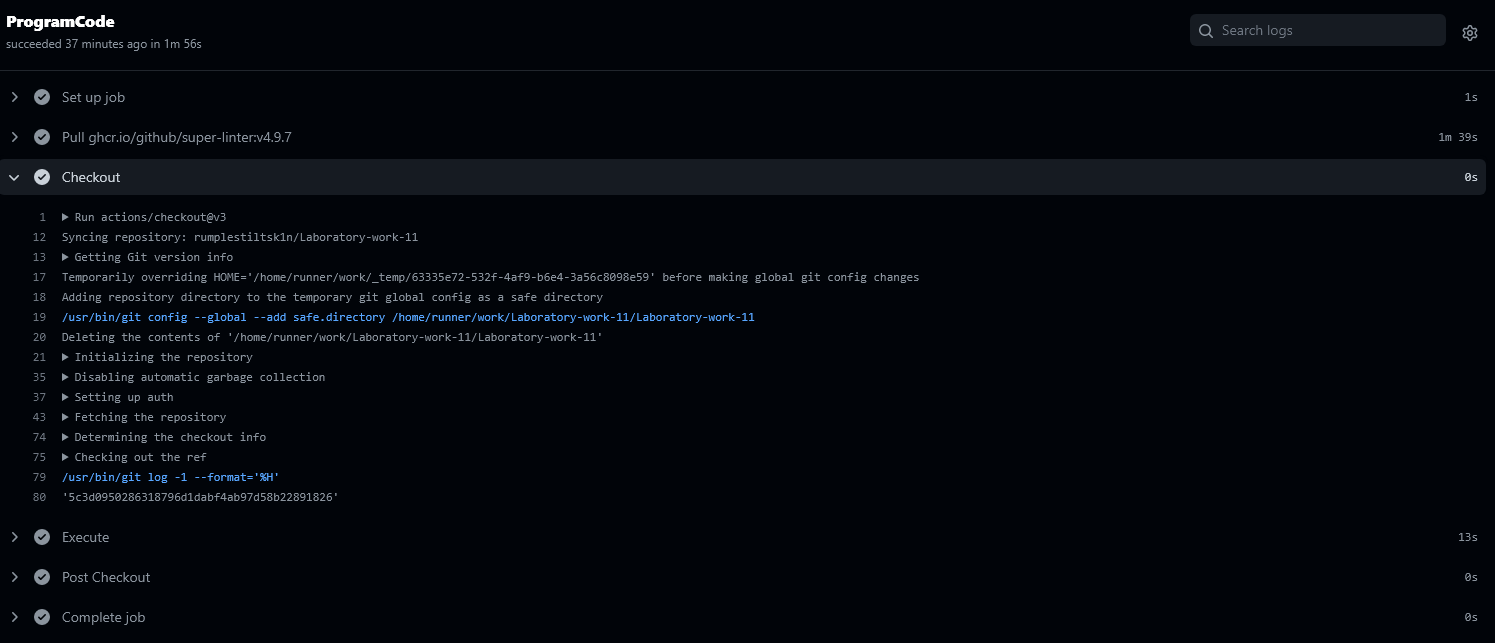 ProgramCode
succeeded 37 minutes ago in 1m 56s
Search logs
Set up job 1s
Pull ghcr.io/github/super-linter:v4.9.7 1m 39s
Checkout 0s
1 Run actions/checkout@v3
12 Syncing repository: rumplestiltsk1n/Laboratory-work-11
13 Getting Git version info
17 Temporarily overriding HOME='/home/runner/work/_temp/63335e72-532f-4af9-b6e4-3a56c8098e59' before making global git config changes
18 Adding repository directory to the temporary git global config as a safe directory
19 /usr/bin/git config --global --add safe.directory /home/runner/work/Laboratory-work-11/Laboratory-work-11
20 Deleting the contents of '/home/runner/work/Laboratory-work-11/Laboratory-work-11'
21 Initializing the repository
35 Disabling automatic garbage collection
37 Setting up auth
43 Fetching the repository
74 Determining the checkout info
75 Checking out the ref
79 /usr/bin/git log -1 --format='%H'
80 '5c3d0950286318796d1dabf4ab97d58b22891826'
Execute 13s
Post Checkout 0s
Complete job 0s